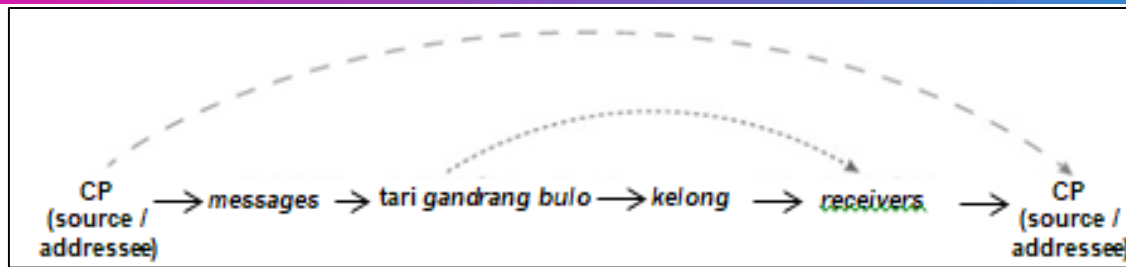 CP
(source /
addressee)
messages
tari gandrang bulo
kelong
receivers
CP
(source /
addressee)